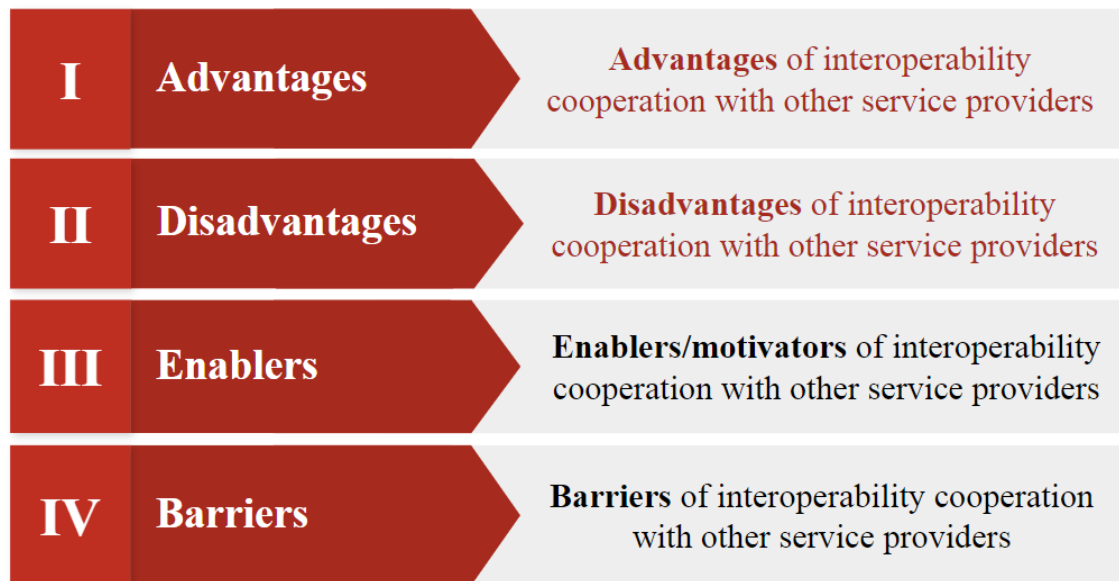 I
Advantages
Advantages of interoperability
cooperation with other service providers
II
Disadvantages
Disadvantages of interoperability
cooperation with other service providers
III
Enablers
Enablers/motivators of interoperability
cooperation with other service providers
IV
Barriers
Barriers of interoperability cooperation
with other service providers